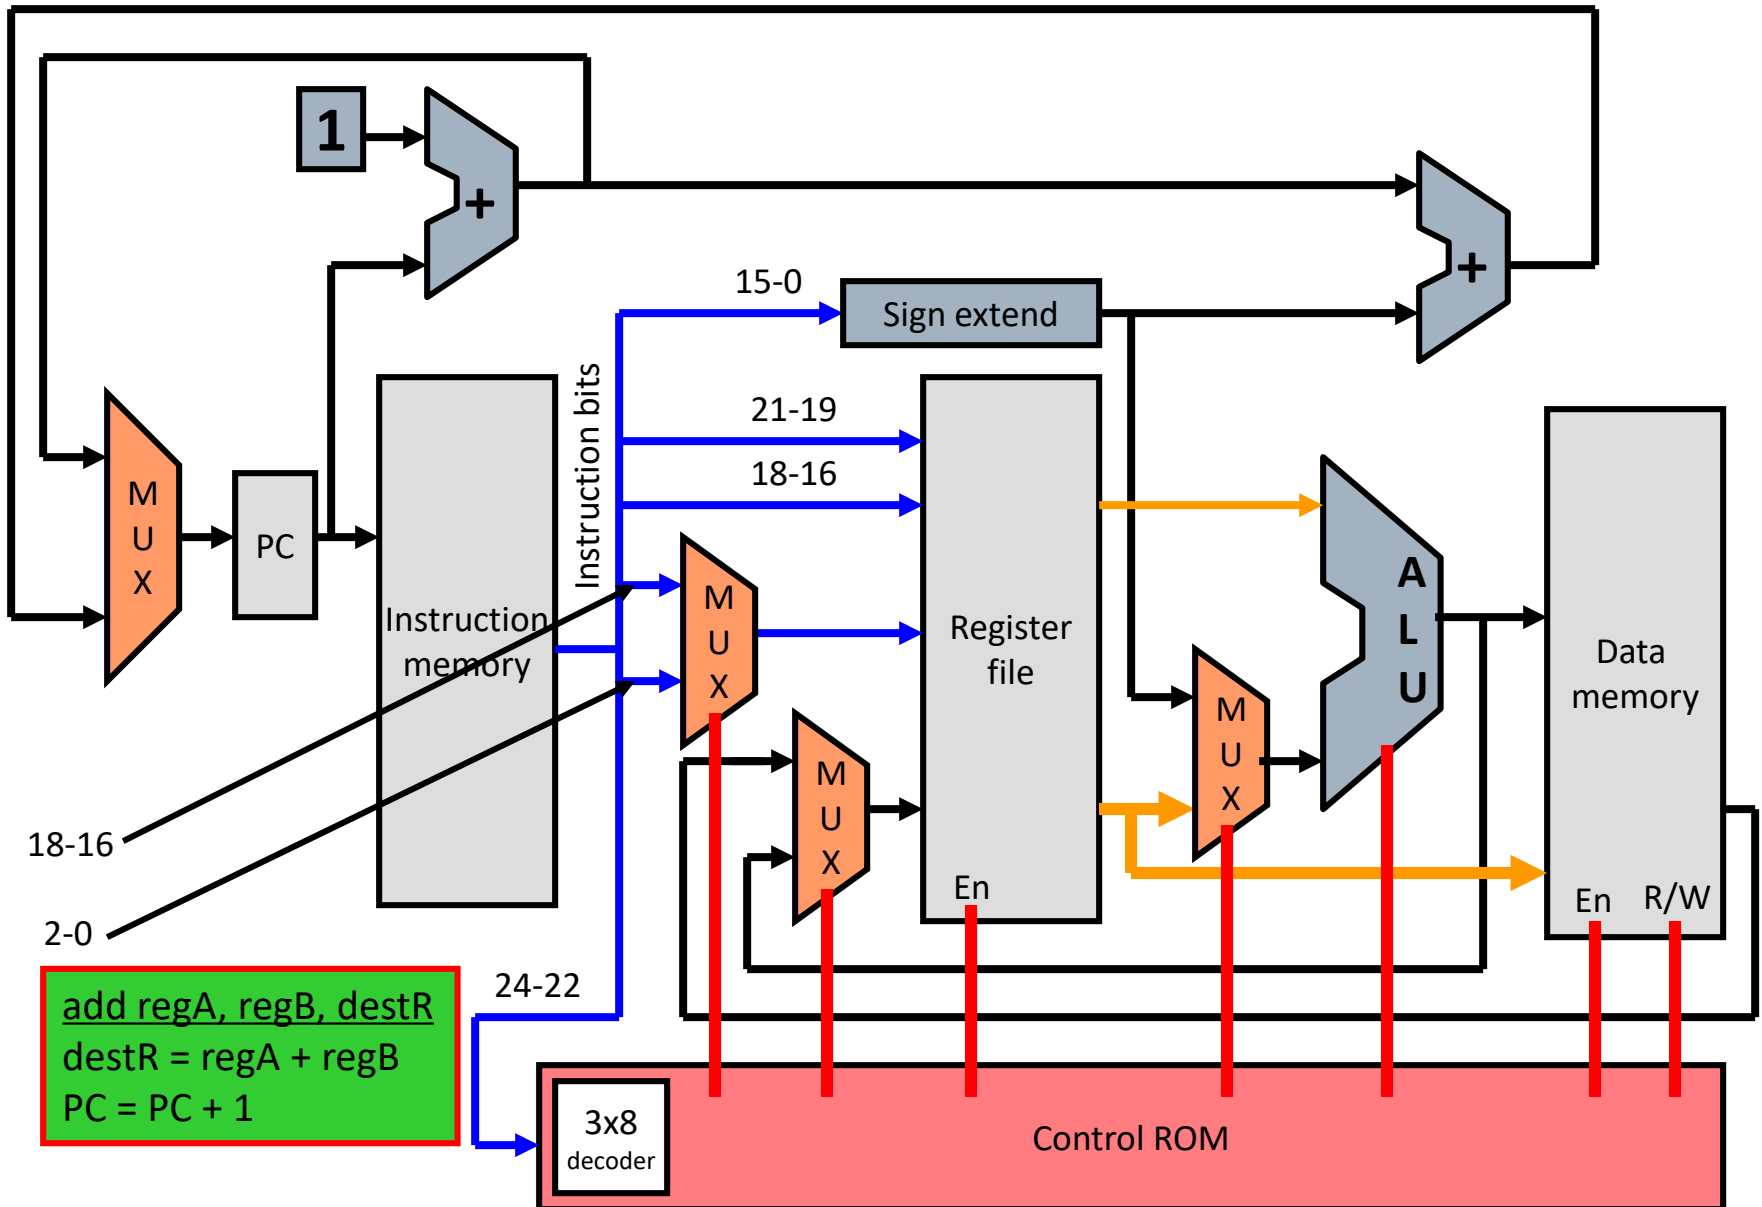 1
+
+
15-0
Sign extend
Instruction bits
21-19
18-16
M
U
X
PC
Instruction
memory
M
U
X
Register
file
En
M
U
X
M
U
X
A
L
U
Data
memory
En
R/W
18-16
2-0
24-22
add regA, regB, destR
destR = regA + regB
PC = PC + 1
3x8
decoder
Control ROM